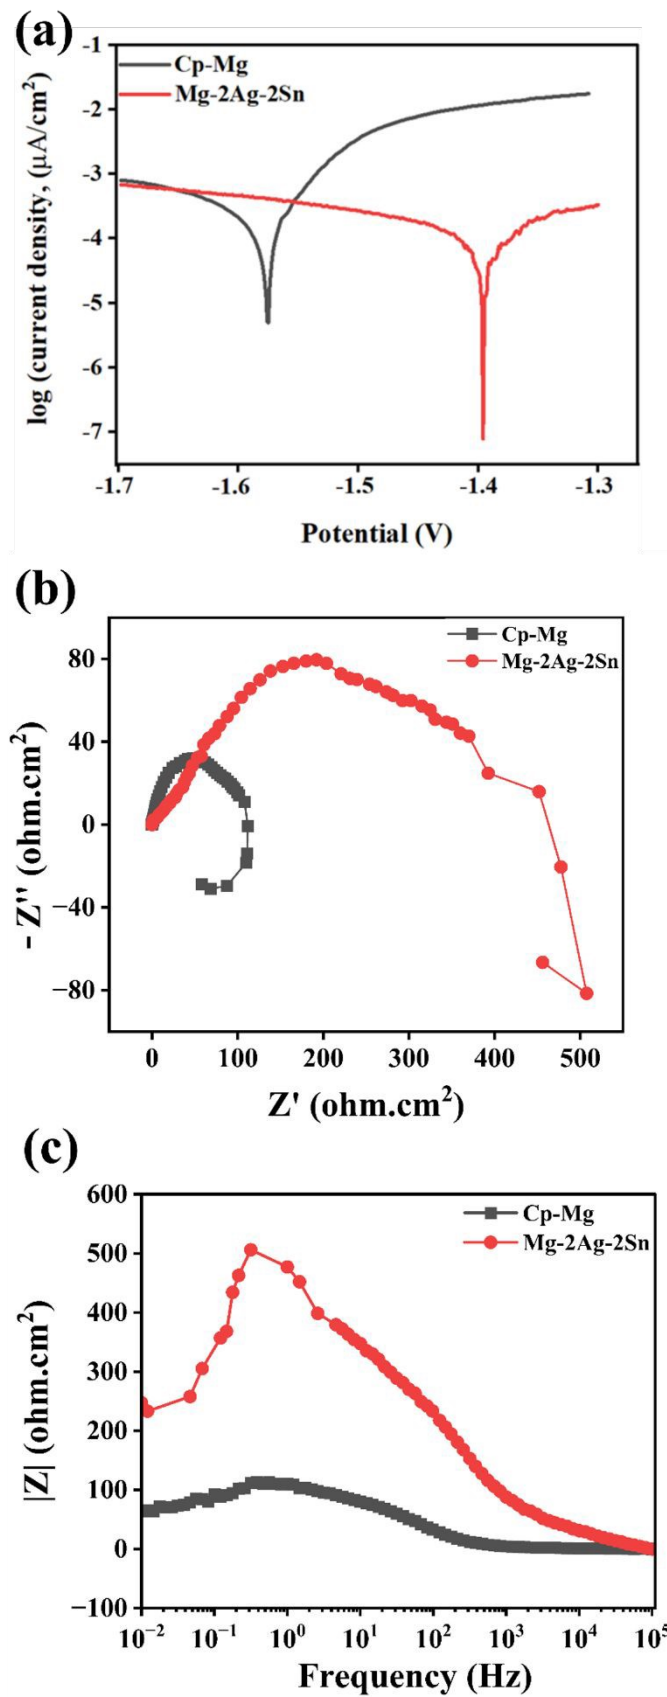 (a)
Cp-Mg
Mg-2Ag-2Sn
log (current density, (μA/cm²)
-1
-2
-3
-4
-5
-6
-7
-1.7 -1.6 -1.5 -1.4 -1.3
Potential (V)
(b)
Cp-Mg
Mg-2Ag-2Sn
- Z'' (ohm.cm²)
80
40
0
−40
−80
0 100 200 300 400 500
Z' (ohm.cm²)
(c)
Cp-Mg
Mg-2Ag-2Sn
|Z| (ohm.cm²)
600
500
400
300
200
100
0
−100
10⁻² 10⁻¹ 10⁰ 10¹ 10² 10³ 10⁴ 10⁵
Frequency (Hz)